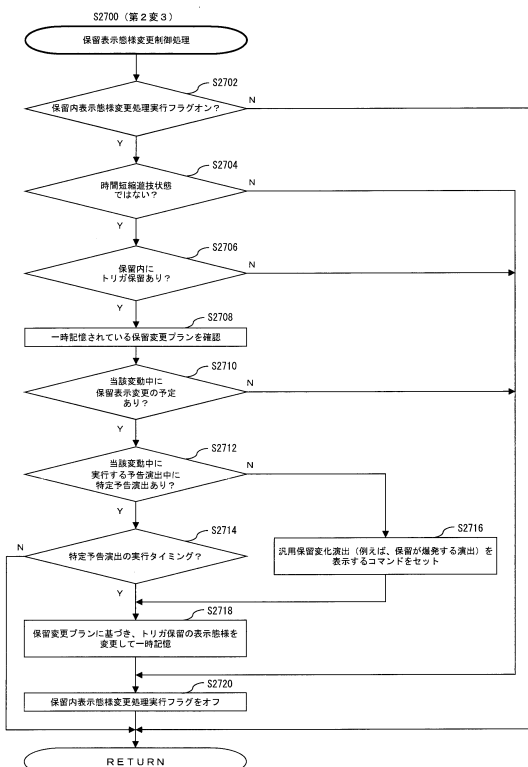 S2700（第２変３）
保留表示態様変更制御処理
S2702
保留内表示態様変更処理実行フラグオン？
N
Y
S2704
時間短縮遊技状態
ではない？
N
Y
S2706
保留内に
トリガ保留あり？
N
Y
S2708
一時記憶されている保留変更プランを確認
S2710
当該変動中に
保留表示変更の予定
あり？
N
Y
S2712
当該変動中に
実行する予告演出中に
特定予告演出あり？
N
Y
S2714
特定予告演出の実行タイミング？
N
Y
S2716
汎用保留変化演出（例えば、保留が爆発する演出）を
表示するコマンドをセット
S2718
保留変更プランに基づき、トリガ保留の表示態様を
変更して一時記憶
S2720
保留内表示態様変更処理実行フラグをオフ
ＲＥＴＵＲＮ